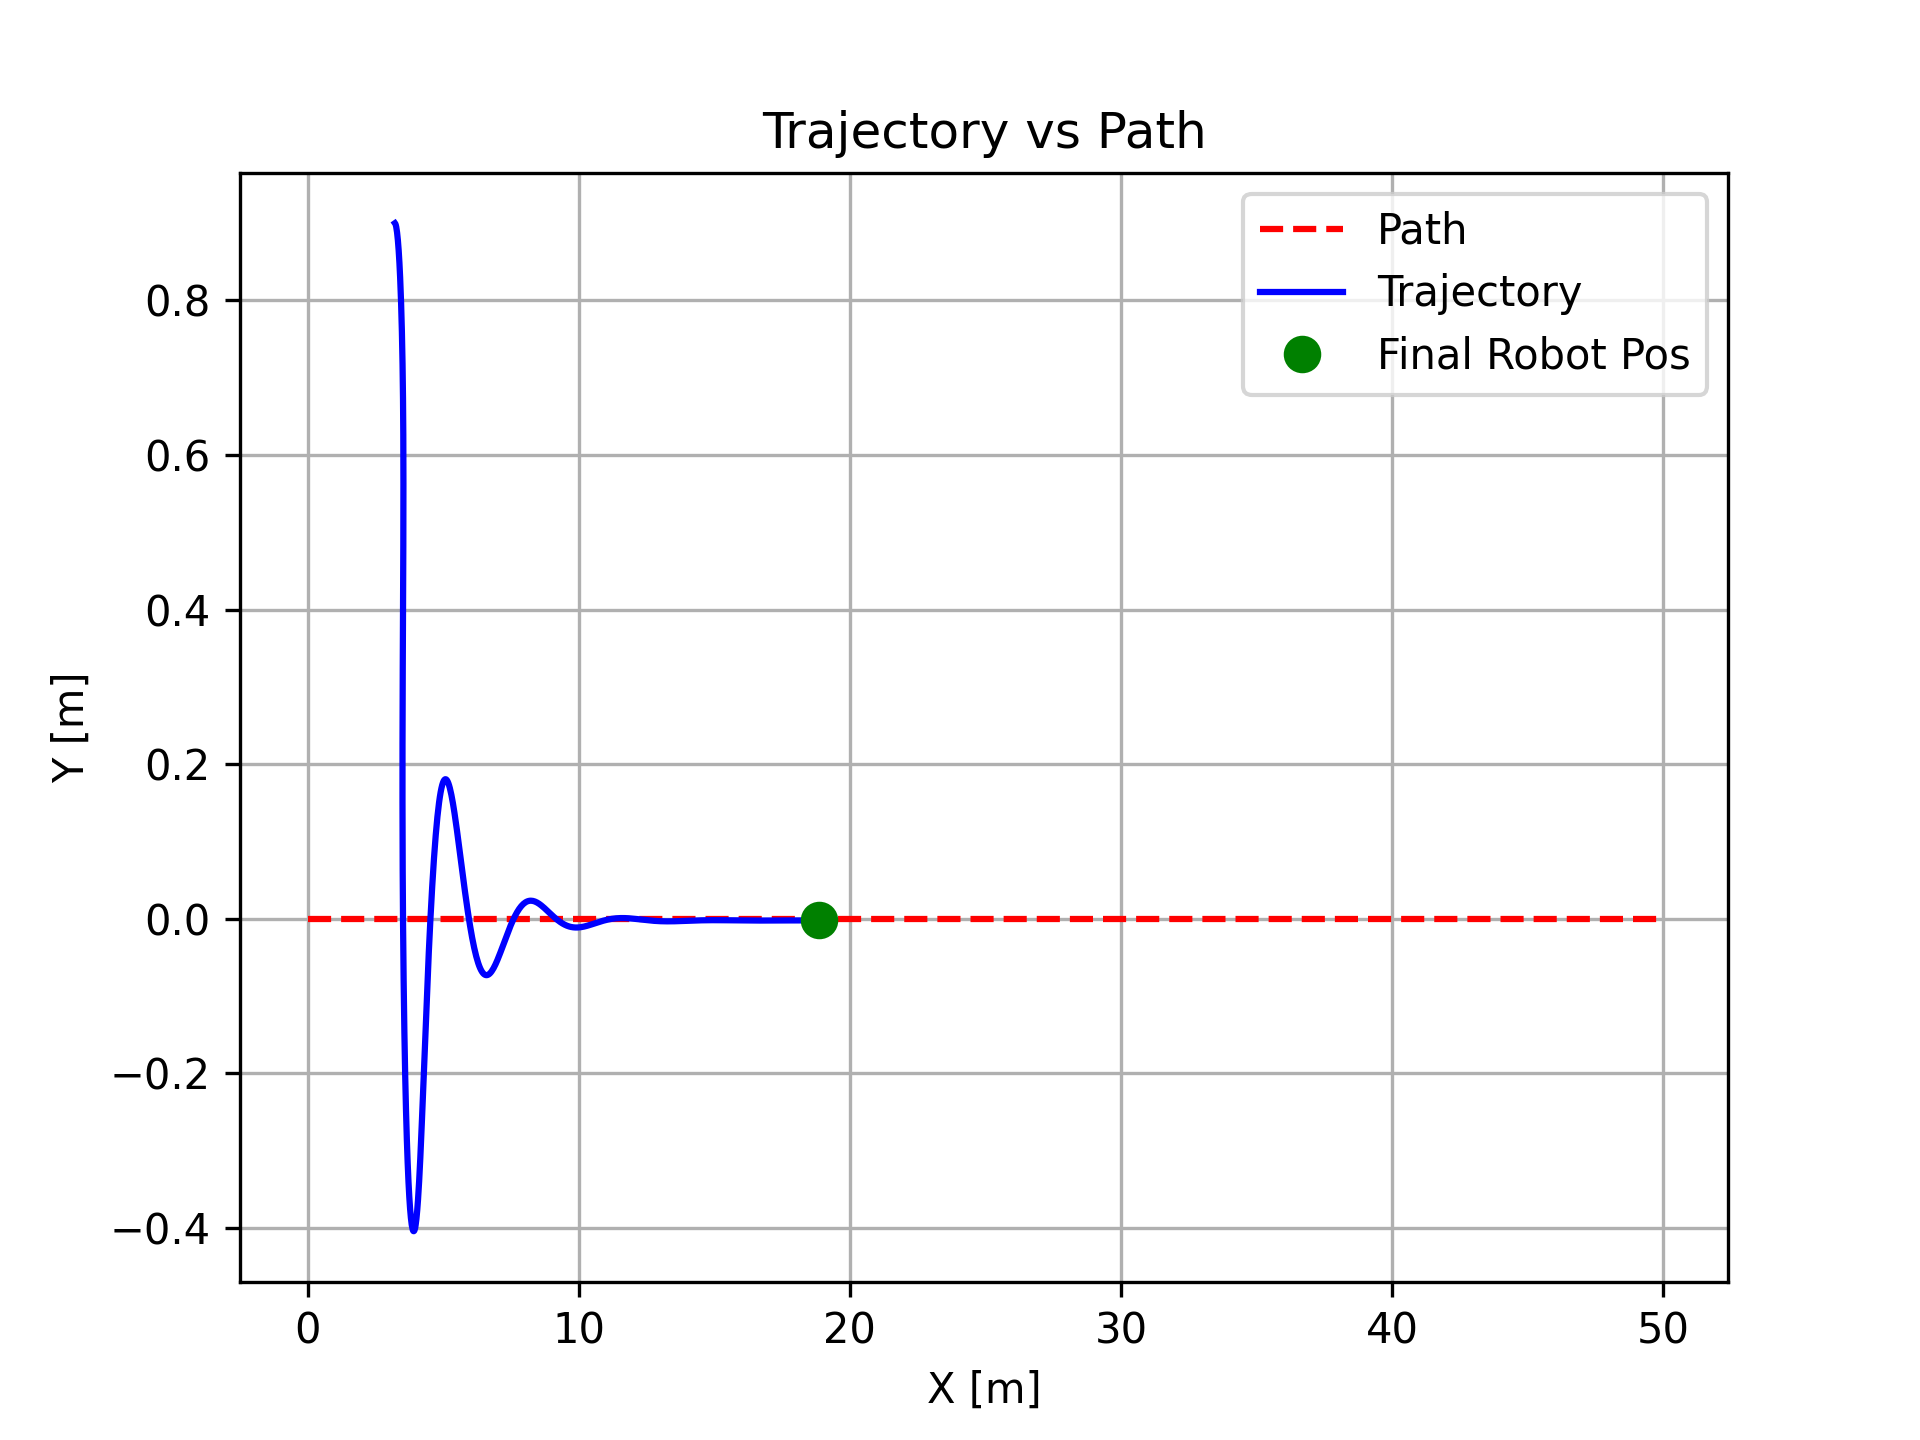 Trajectory vs Path
Path
Trajectory
Final Robot Pos
0.8
0.6
0.4
0.2
0.0
−0.2
−0.4
Y [m]
0 10 20 30 40 50
X [m]